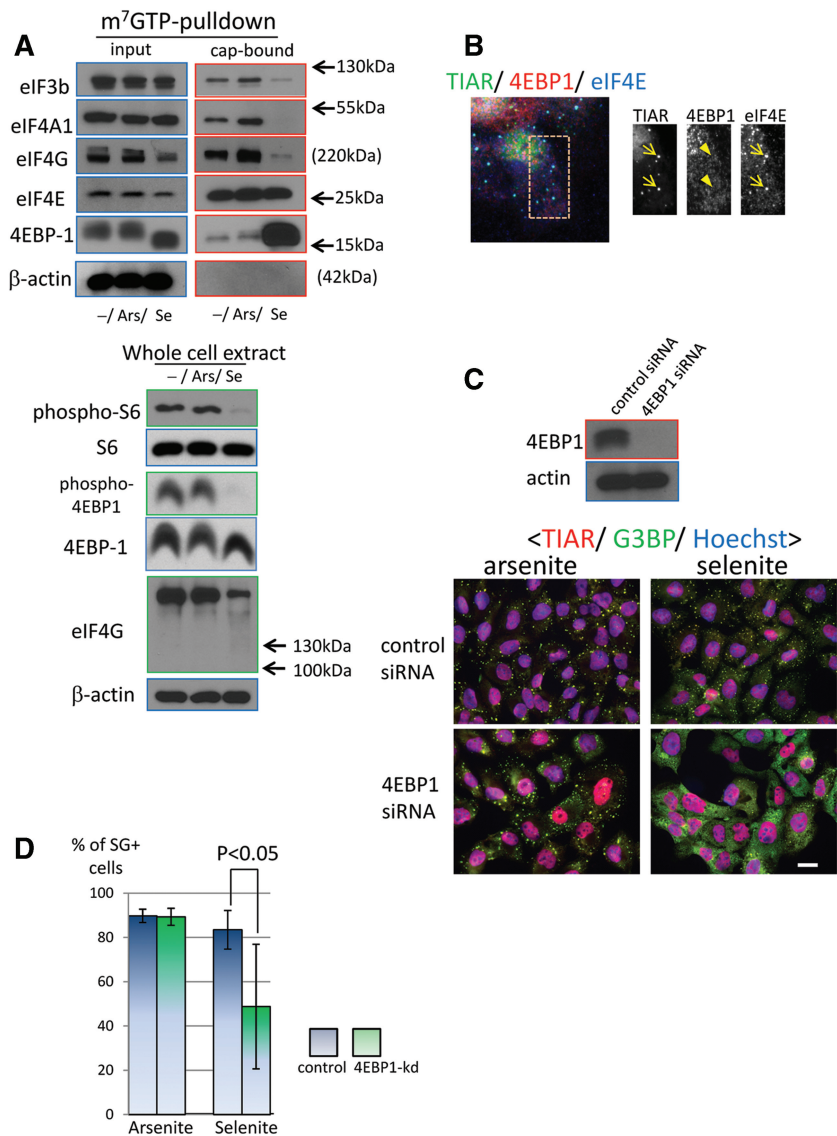 A
m⁷GTP-pulldown
input cap-bound
eIF3b
130kDa
eIF4A1
55kDa
eIF4G
(220kDa)
eIF4E
25kDa
4EBP-1
15kDa
β-actin
(42kDa)
–/ Ars/ Se –/ Ars/ Se
Whole cell extract
– / Ars/ Se
phospho-S6
S6
phospho-
4EBP1
4EBP-1
eIF4G
130kDa
100kDa
β-actin
B
TIAR/ 4EBP1/ eIF4E
TIAR 4EBP1 eIF4E
C
control siRNA
4EBP1 siRNA
4EBP1
actin
<TIAR/ G3BP/ Hoechst>
arsenite selenite
control
siRNA
4EBP1
siRNA
D
% of SG+
cells
P<0.05
100
80
60
40
20
0
Arsenite Selenite
control 4EBP1-kd